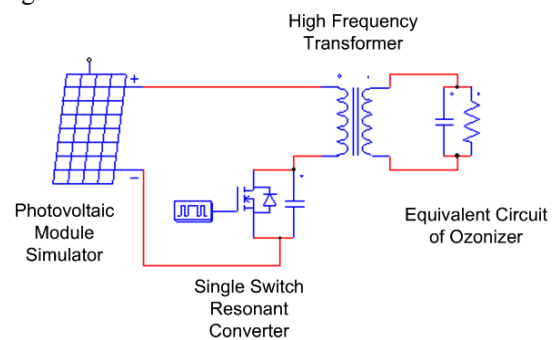 High Frequency
Transformer
+
−
Photovoltaic
Module
Simulator
Equivalent Circuit
of Ozonizer
Single Switch
Resonant
Converter